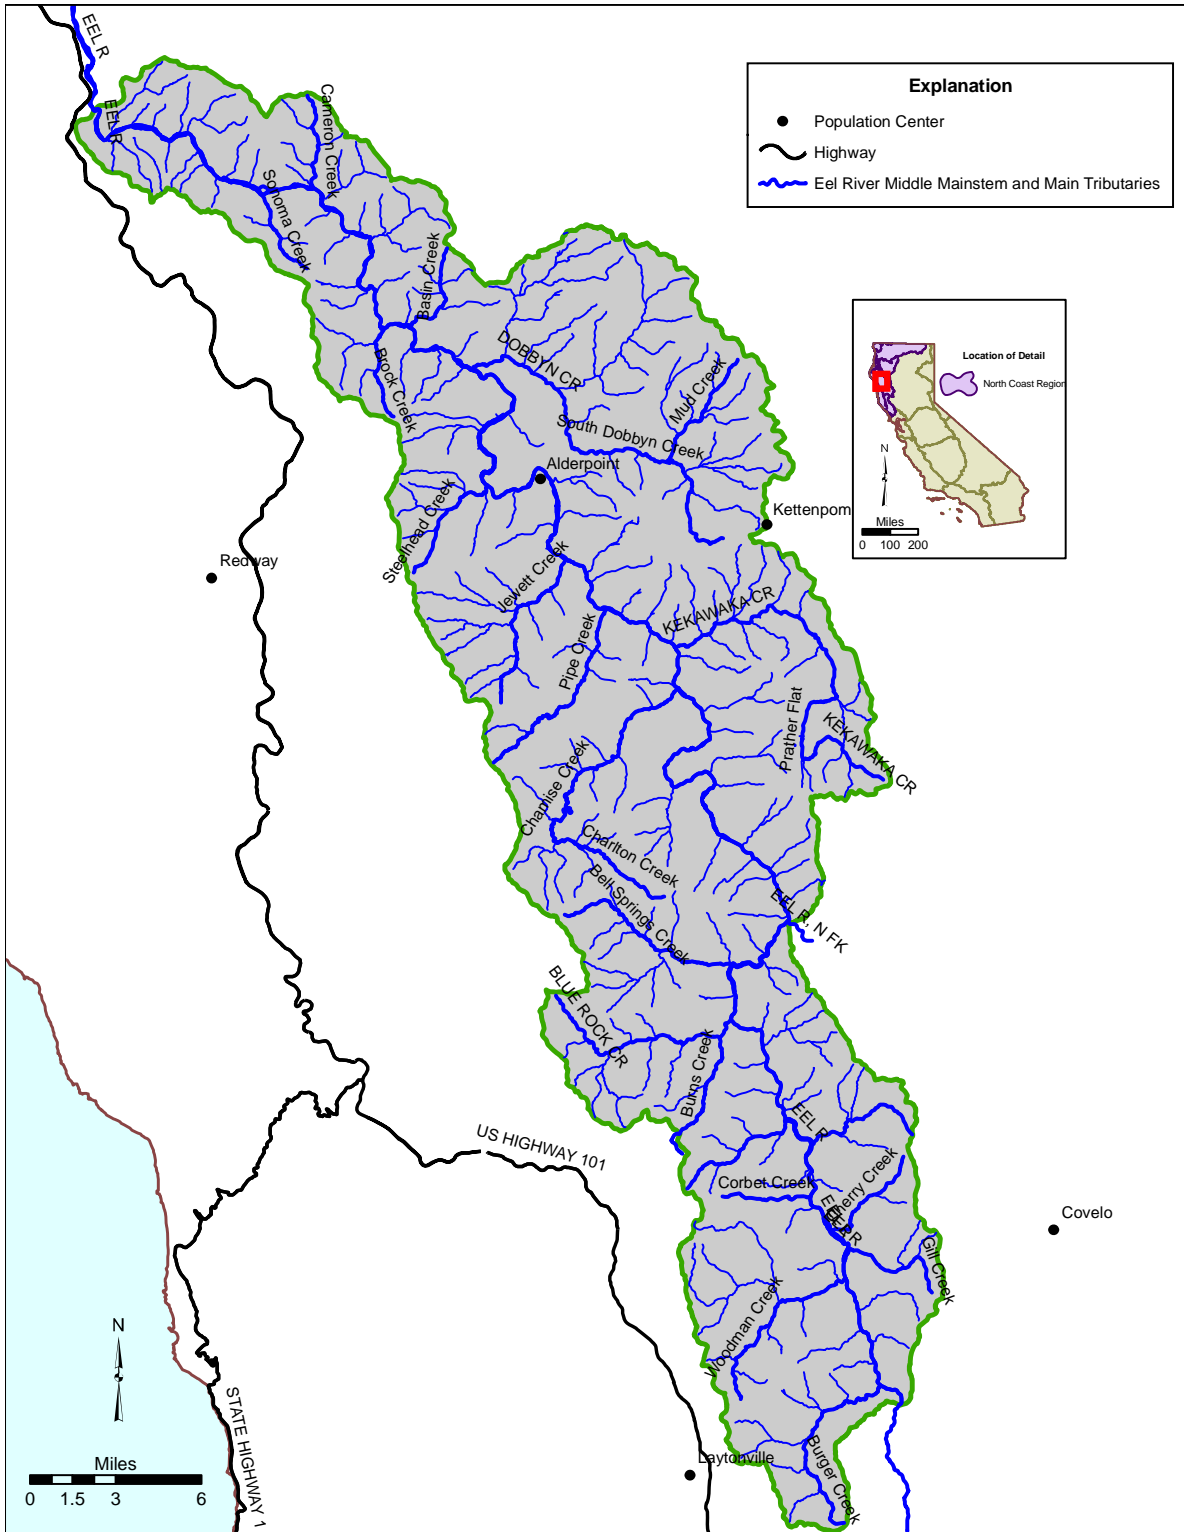 EEL R
EEL R
Cameron Creek
Sonoma Creek
Basin Creek
Brock Creek
DOBBYN CR
Mud Creek
South Dobbyn Creek
Alderpoint
Steelhead Creek
Kettenpom
Redway
Jewett Creek
KEKAWAKA CR
Pipe Creek
Prather Flat
KEKAWAKA CR
Chamise Creek
Charlton Creek
Bell Springs Creek
EEL R, N FK
BLUE ROCK CR
Burns Creek
EEL R
US HIGHWAY 101
Corbet Creek
Cherry Creek
EEL R
Covelo
Gill Creek
Woodman Creek
Laytonville
Burger Creek
STATE HIGHWAY 1
Explanation
Population Center
Highway
Eel River Middle Mainstem and Main Tributaries
Location of Detail
North Coast Region
N
Miles
0 100 200
N
Miles
0 1.5 3 6